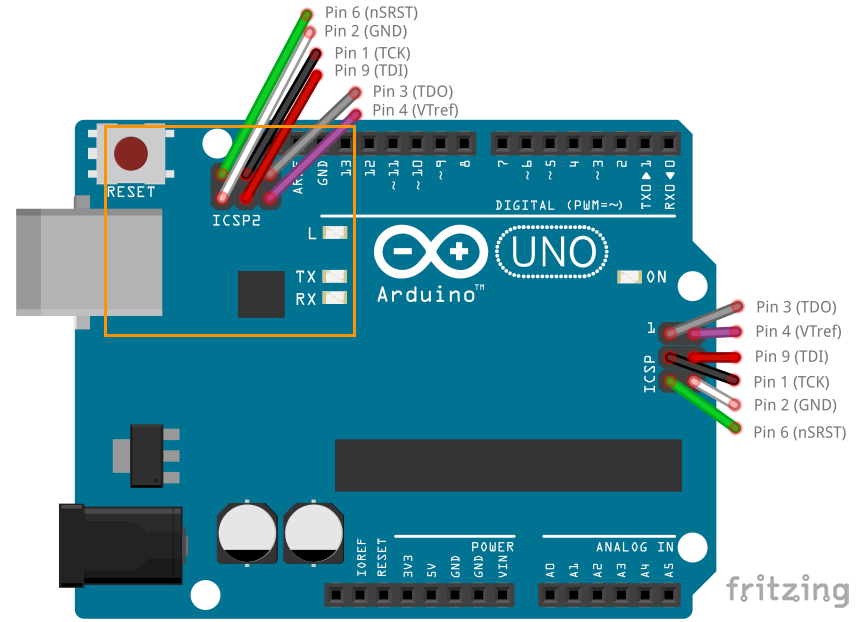 Pin 6 (nSRST)
Pin 2 (GND)
Pin 1 (TCK)
Pin 9 (TDI)
Pin 3 (TDO)
Pin 4 (VTref)
RESET
ICSP2
GND
13
12
~11
~10
~9
8
7
~6
~5
4
~3
2
TX0▶1
RX0◀0
DIGITAL (PWM=~)
L
TX
RX
Arduino™
UNO
ON
1
ICSP
Pin 3 (TDO)
Pin 4 (VTref)
Pin 9 (TDI)
Pin 1 (TCK)
Pin 2 (GND)
Pin 6 (nSRST)
POWER
ANALOG IN
IOREF
RESET
3V3
5V
GND
GND
VIN
A0
A1
A2
A3
A4
A5
fritzing